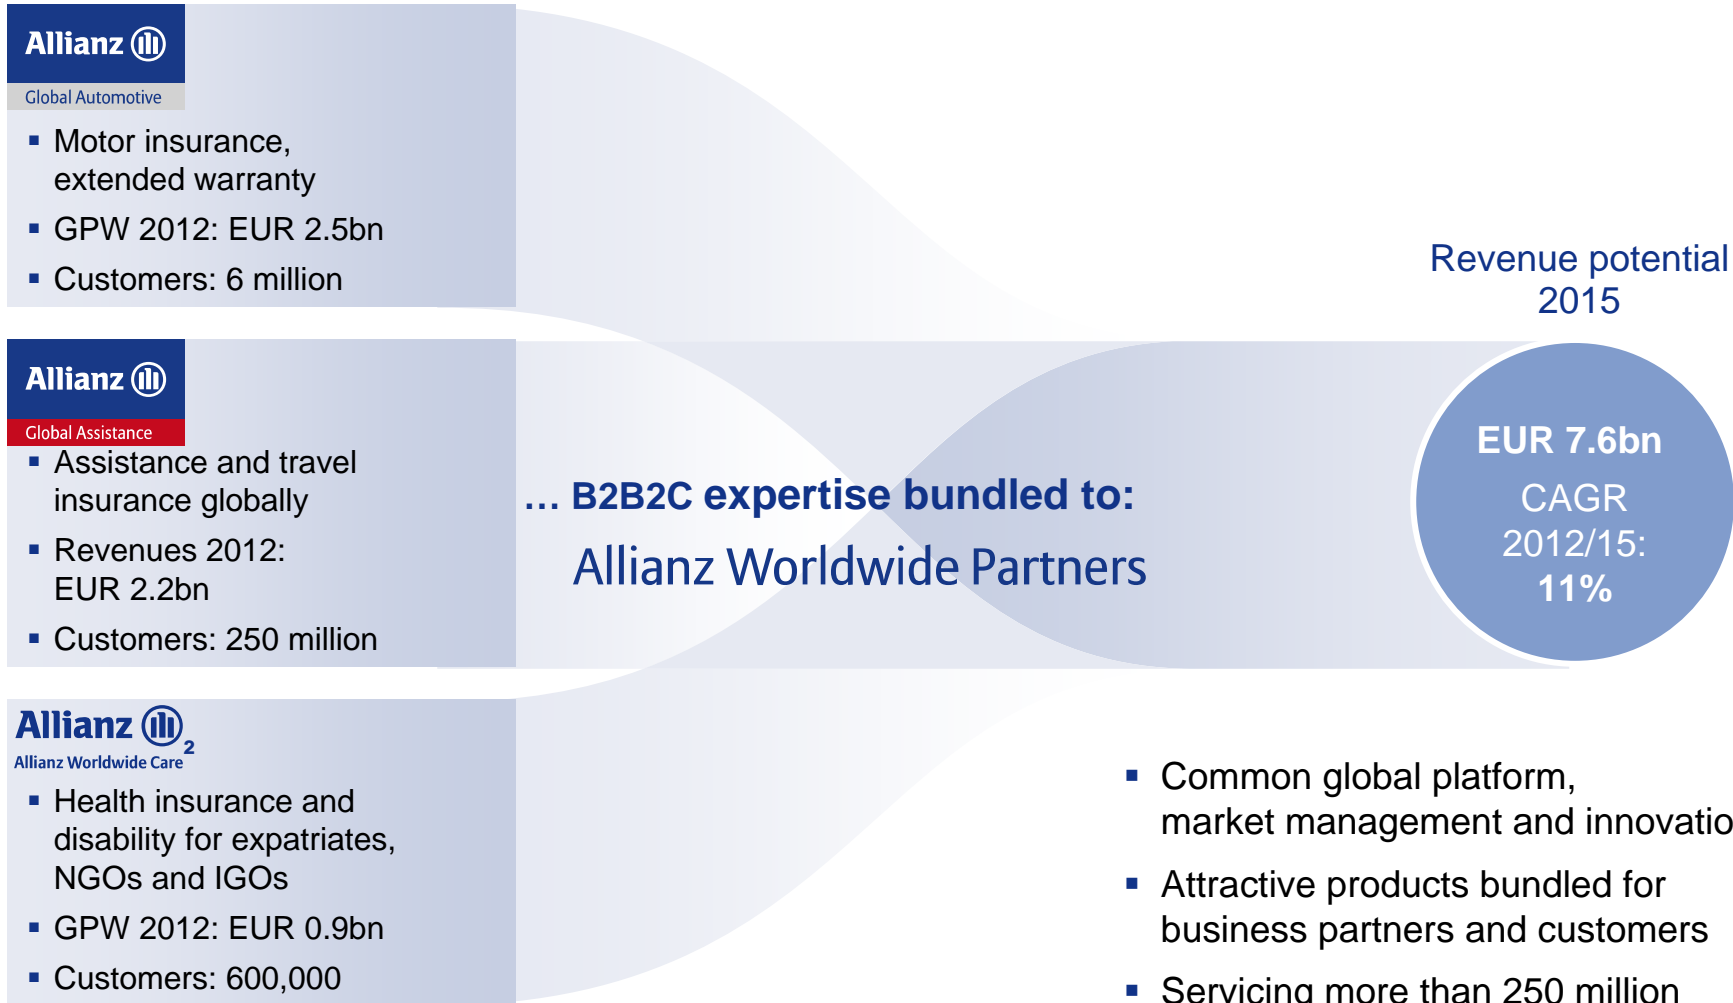 Allianz
Global Automotive
▪ Motor insurance,
extended warranty
▪ GPW 2012: EUR 2.5bn
▪ Customers: 6 million
Allianz
Global Assistance
▪ Assistance and travel
insurance globally
▪ Revenues 2012:
EUR 2.2bn
▪ Customers: 250 million
Allianz 2
Allianz Worldwide Care
▪ Health insurance and
disability for expatriates,
NGOs and IGOs
▪ GPW 2012: EUR 0.9bn
▪ Customers: 600,000
… B2B2C expertise bundled to:
Allianz Worldwide Partners
Revenue potential
2015
EUR 7.6bn
CAGR
2012/15:
11%
▪ Common global platform,
market management and innovatio
▪ Attractive products bundled for
business partners and customers
▪ Servicing more than 250 million